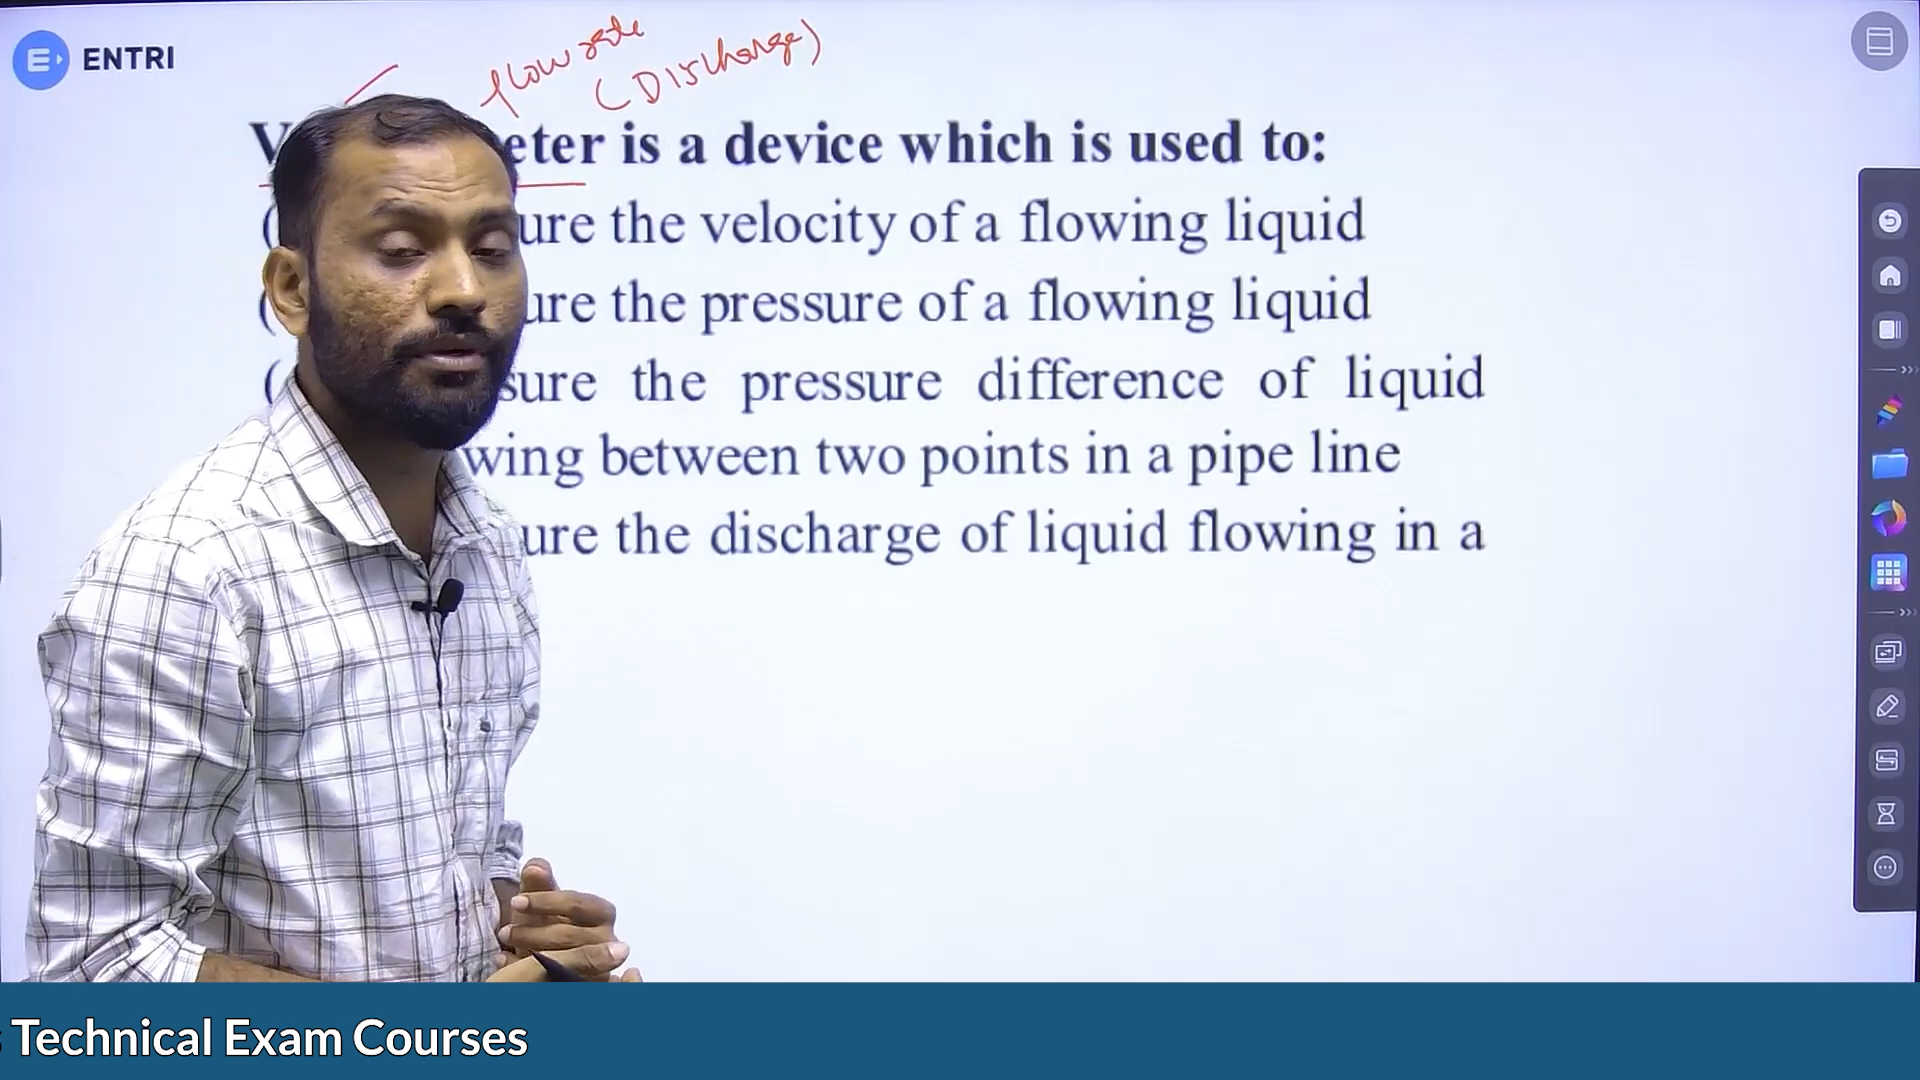 ENTRI
flow rate
(Discharge)
eter is a device which is used to:
ure the velocity of a flowing liquid
ure the pressure of a flowing liquid
sure the pressure difference of liquid
wing between two points in a pipe line
ure the discharge of liquid flowing in a
Technical Exam Courses